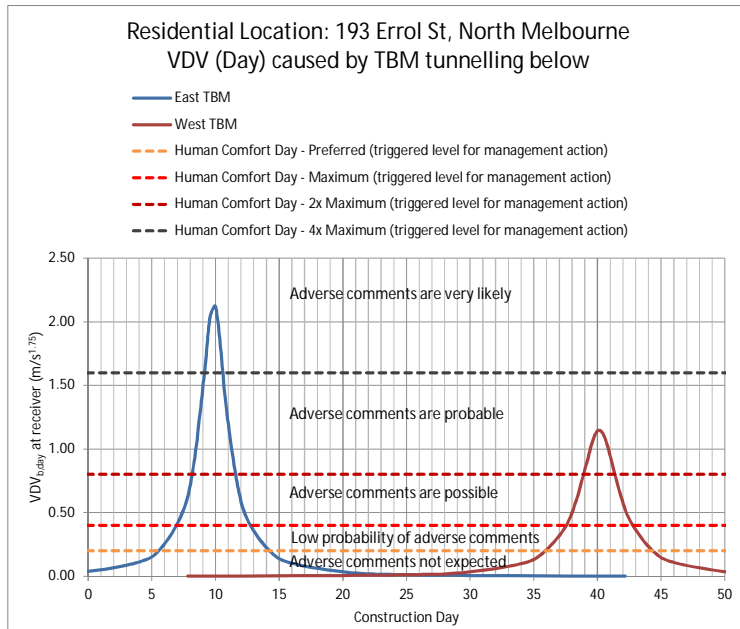 Residential Location: 193 Errol St, North Melbourne
VDV (Day) caused by TBM tunnelling below
East TBM
West TBM
Human Comfort Day - Preferred (triggered level for management action)
Human Comfort Day - Maximum (triggered level for management action)
Human Comfort Day - 2x Maximum (triggered level for management action)
Human Comfort Day - 4x Maximum (triggered level for management action)
VDVb,day at receiver (m/s1.75)
2.50
2.00
1.50
1.00
0.50
0.00
Adverse comments are very likely
Adverse comments are probable
Adverse comments are possible
Low probability of adverse comments
Adverse comments not expected
0 5 10 15 20 25 30 35 40 45 50
Construction Day